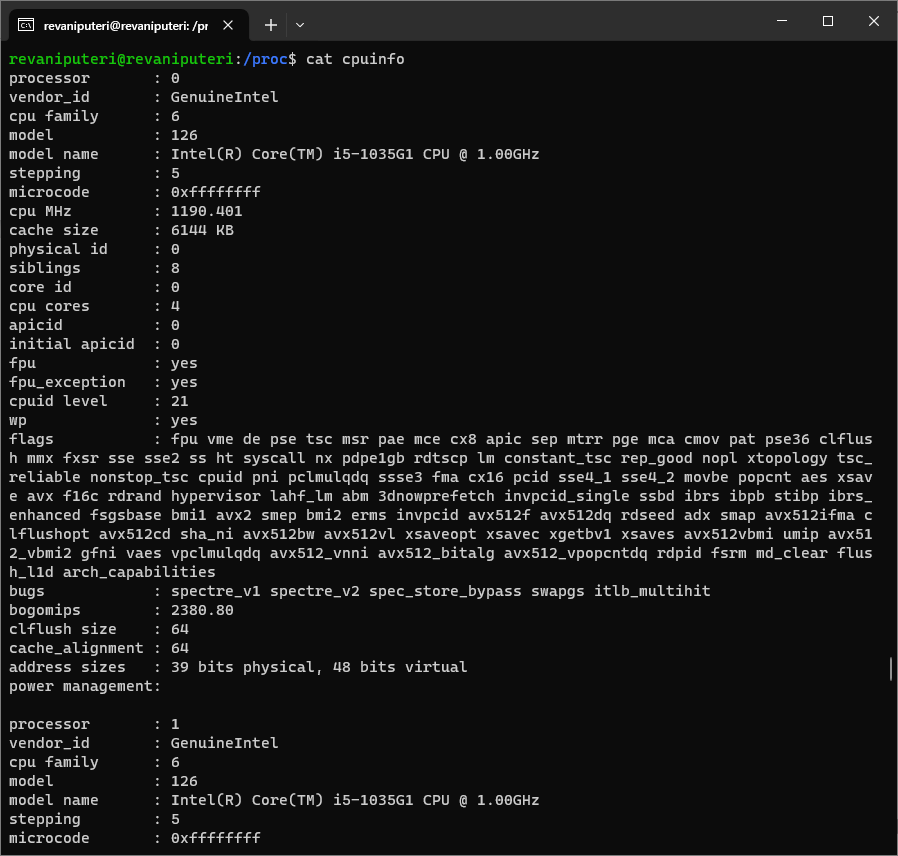 revaniputeri@revaniputeri: /pr
revaniputeri@revaniputeri:/proc$ cat cpuinfo
processor       : 0
vendor_id       : GenuineIntel
cpu family      : 6
model           : 126
model name      : Intel(R) Core(TM) i5-1035G1 CPU @ 1.00GHz
stepping        : 5
microcode       : 0xffffffff
cpu MHz         : 1190.401
cache size      : 6144 KB
physical id     : 0
siblings        : 8
core id         : 0
cpu cores       : 4
apicid          : 0
initial apicid  : 0
fpu             : yes
fpu_exception   : yes
cpuid level     : 21
wp              : yes
flags           : fpu vme de pse tsc msr pae mce cx8 apic sep mtrr pge mca cmov pat pse36 clflus
h mmx fxsr sse sse2 ss ht syscall nx pdpe1gb rdtscp lm constant_tsc rep_good nopl xtopology tsc_
reliable nonstop_tsc cpuid pni pclmulqdq ssse3 fma cx16 pcid sse4_1 sse4_2 movbe popcnt aes xsav
e avx f16c rdrand hypervisor lahf_lm abm 3dnowprefetch invpcid_single ssbd ibrs ibpb stibp ibrs_
enhanced fsgsbase bmi1 avx2 smep bmi2 erms invpcid avx512f avx512dq rdseed adx smap avx512ifma c
lflushopt avx512cd sha_ni avx512bw avx512vl xsaveopt xsavec xgetbv1 xsaves avx512vbmi umip avx51
2_vbmi2 gfni vaes vpclmulqdq avx512_vnni avx512_bitalg avx512_vpopcntdq rdpid fsrm md_clear flus
h_l1d arch_capabilities
bugs            : spectre_v1 spectre_v2 spec_store_bypass swapgs itlb_multihit
bogomips        : 2380.80
clflush size    : 64
cache_alignment : 64
address sizes   : 39 bits physical, 48 bits virtual
power management:
processor       : 1
vendor_id       : GenuineIntel
cpu family      : 6
model           : 126
model name      : Intel(R) Core(TM) i5-1035G1 CPU @ 1.00GHz
stepping        : 5
microcode       : 0xffffffff